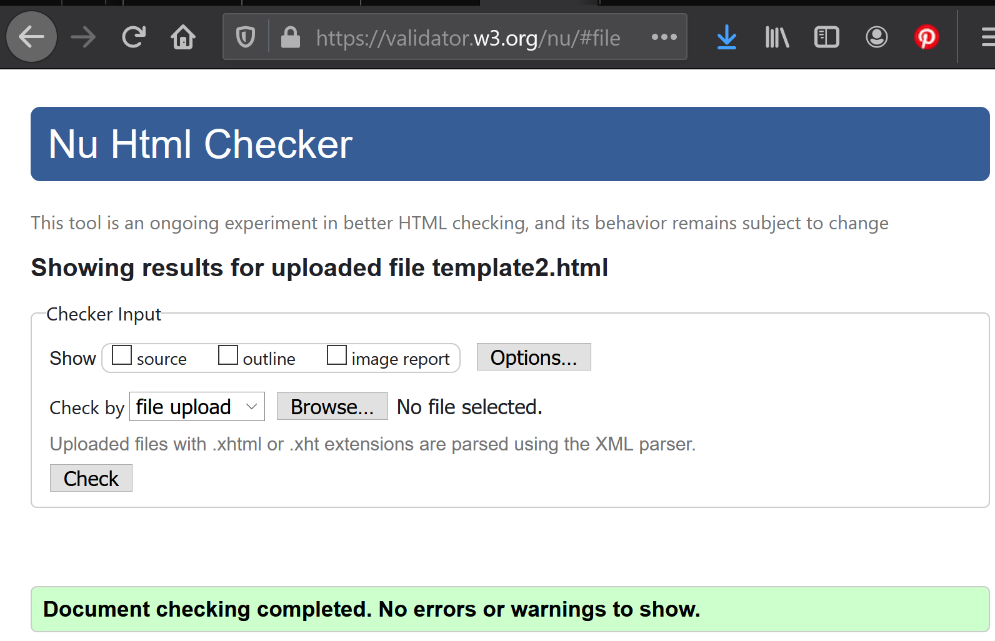 https://validator.w3.org/nu/#file
Nu Html Checker
This tool is an ongoing experiment in better HTML checking, and its behavior remains subject to change
Showing results for uploaded file template2.html
Checker Input
Show source outline image report Options...
Check by file upload Browse... No file selected.
Uploaded files with .xhtml or .xht extensions are parsed using the XML parser.
Check
Document checking completed. No errors or warnings to show.